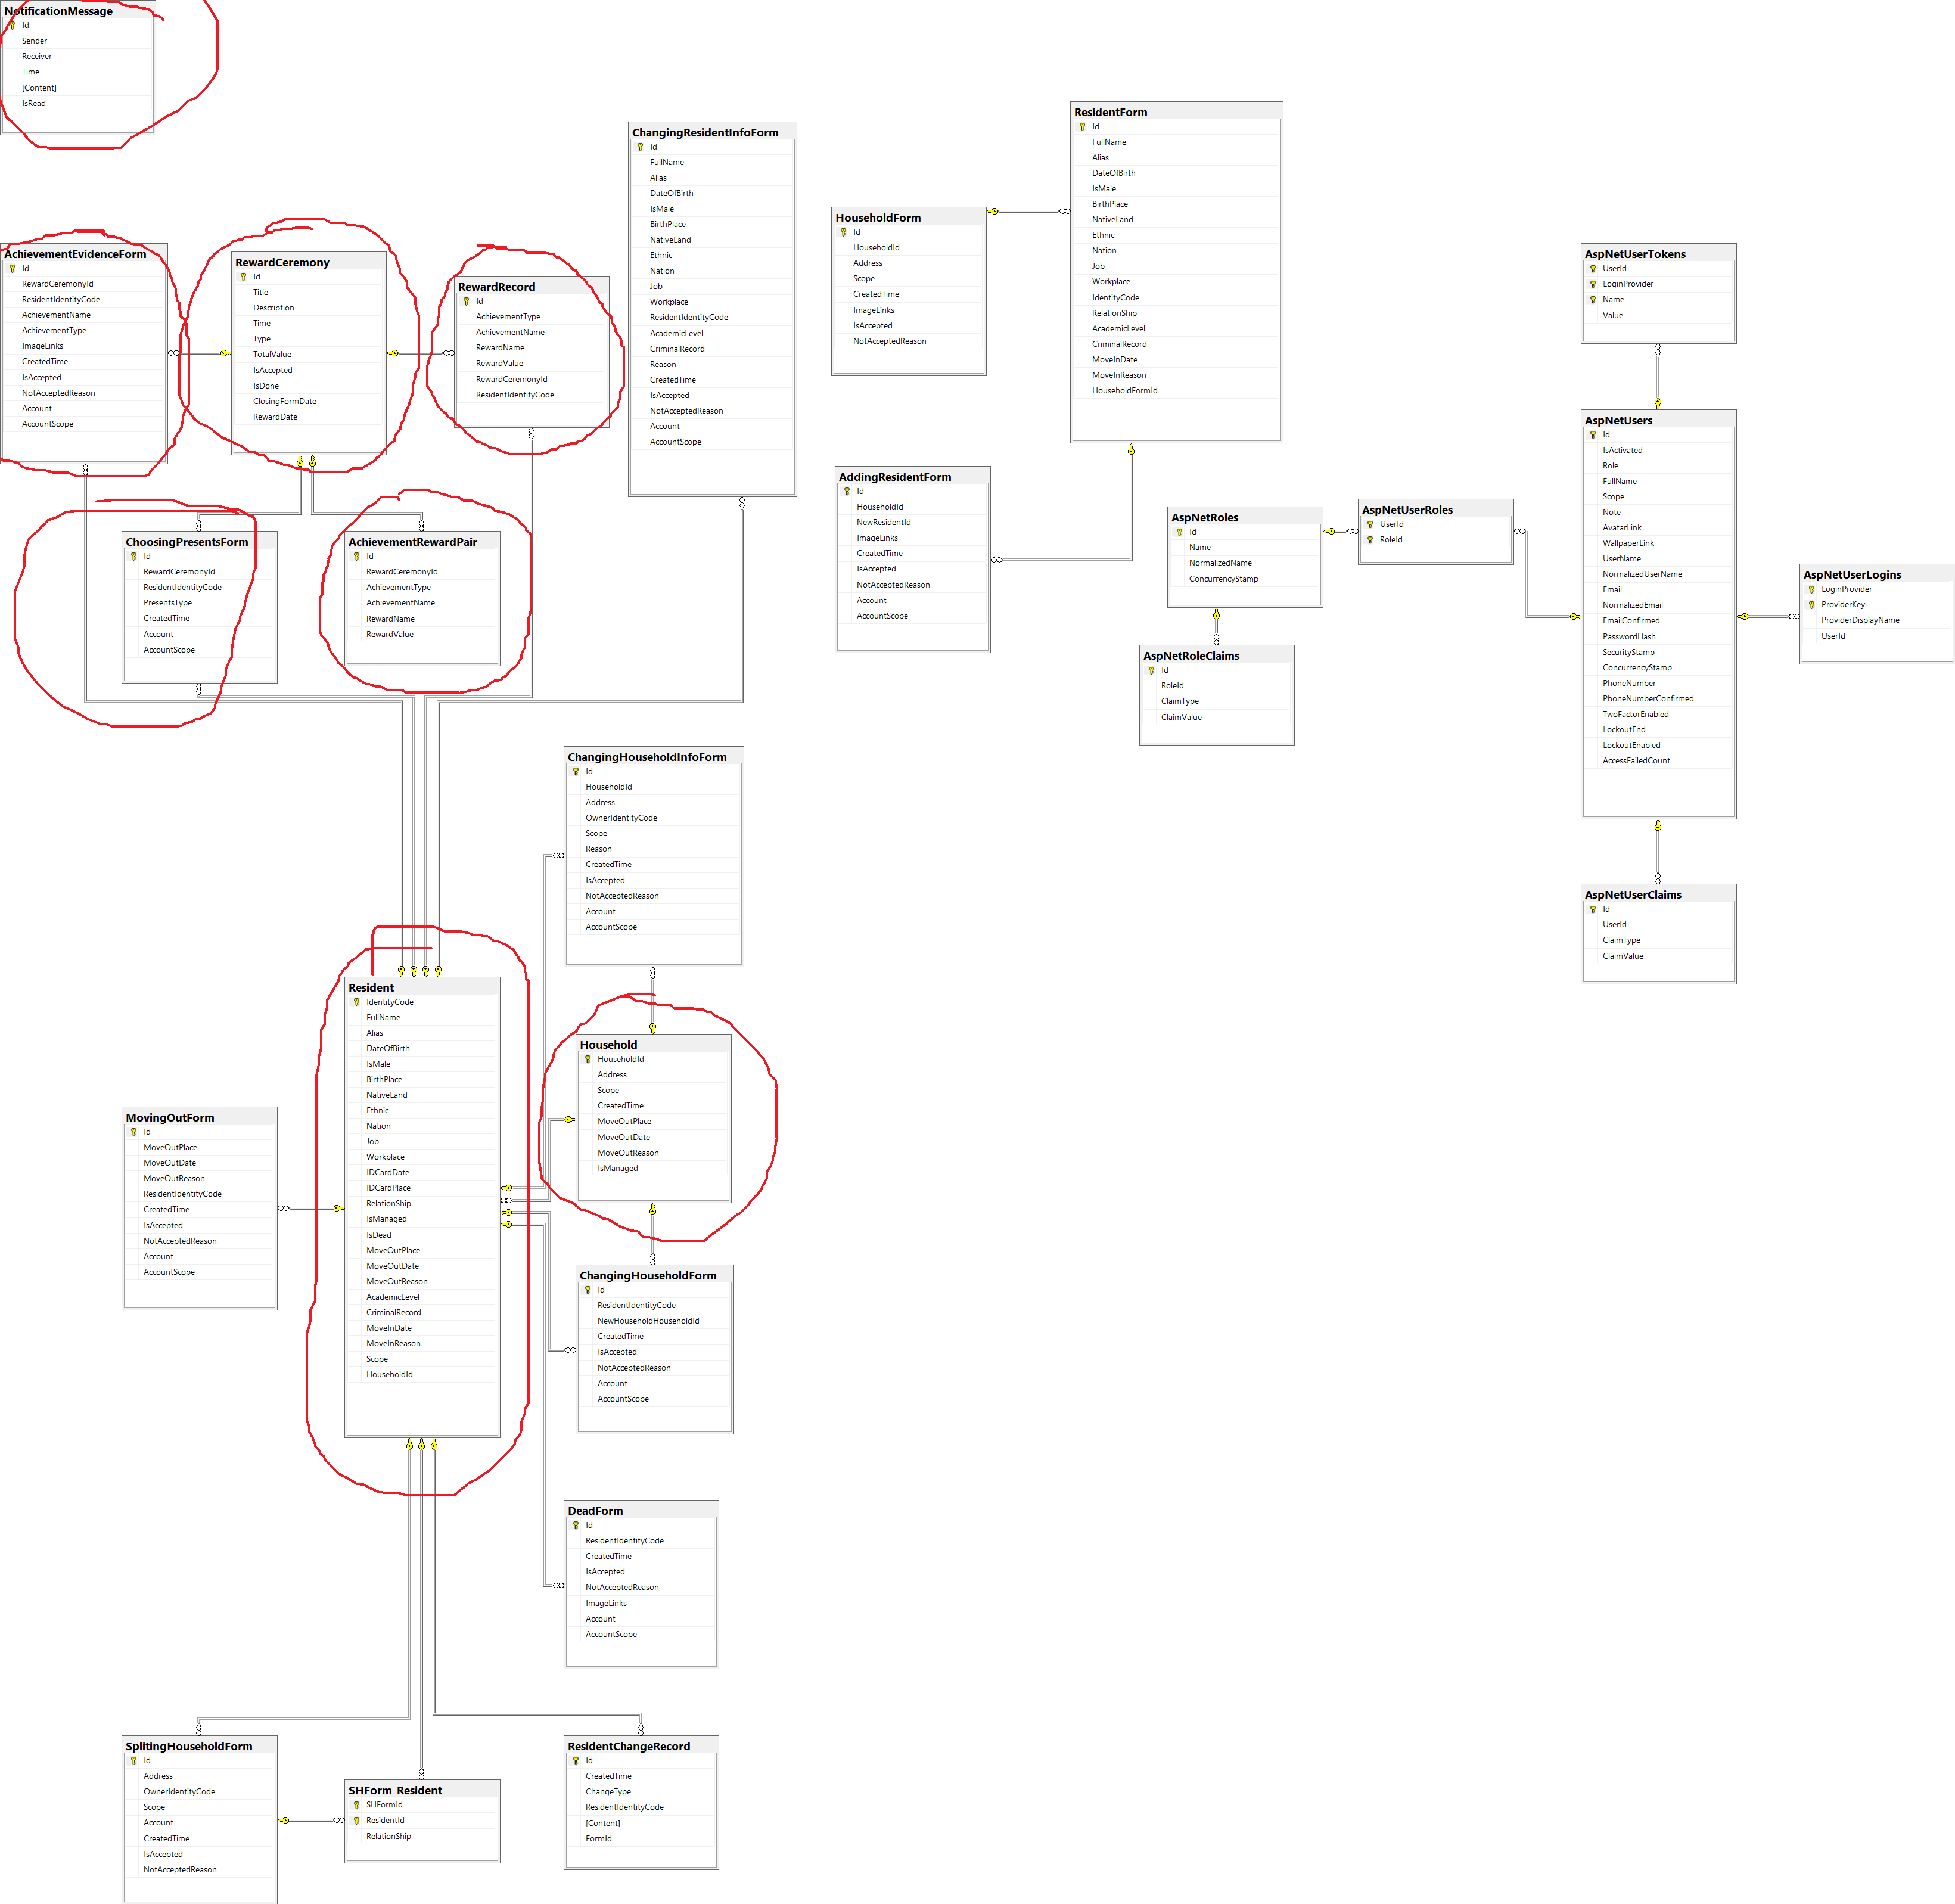 NotificationMessage
Id
Sender
Receiver
Time
[Content]
IsRead
AchievementEvidenceForm
Id
RewardCeremonyId
ResidentIdentityCode
AchievementName
AchievementType
ImageLinks
CreatedTime
IsAccepted
NotAcceptedReason
Account
AccountScope
RewardCeremony
Id
Title
Description
Time
Type
TotalValue
IsAccepted
IsDone
ClosingFormDate
RewardDate
RewardRecord
Id
AchievementType
AchievementName
RewardName
RewardValue
RewardCeremonyId
ResidentIdentityCode
ChangingResidentInfoForm
Id
FullName
Alias
DateOfBirth
IsMale
BirthPlace
NativeLand
Ethnic
Nation
Job
Workplace
ResidentIdentityCode
AcademicLevel
CriminalRecord
Reason
CreatedTime
IsAccepted
NotAcceptedReason
Account
AccountScope
HouseholdForm
Id
HouseholdId
Address
Scope
CreatedTime
ImageLinks
IsAccepted
NotAcceptedReason
ResidentForm
Id
FullName
Alias
DateOfBirth
IsMale
BirthPlace
NativeLand
Ethnic
Nation
Job
Workplace
IdentityCode
RelationShip
AcademicLevel
CriminalRecord
MoveInDate
MoveInReason
HouseholdFormId
AspNetUserTokens
UserId
LoginProvider
Name
Value
AddingResidentForm
Id
HouseholdId
NewResidentId
ImageLinks
CreatedTime
IsAccepted
NotAcceptedReason
Account
AccountScope
AspNetRoles
Id
Name
NormalizedName
ConcurrencyStamp
AspNetUserRoles
UserId
RoleId
AspNetUsers
Id
IsActivated
Role
FullName
Scope
Note
AvatarLink
WallpaperLink
UserName
NormalizedUserName
Email
NormalizedEmail
EmailConfirmed
PasswordHash
SecurityStamp
ConcurrencyStamp
PhoneNumber
PhoneNumberConfirmed
TwoFactorEnabled
LockoutEnd
LockoutEnabled
AccessFailedCount
AspNetUserLogins
LoginProvider
ProviderKey
ProviderDisplayName
UserId
AspNetRoleClaims
Id
RoleId
ClaimType
ClaimValue
AspNetUserClaims
Id
UserId
ClaimType
ClaimValue
ChoosingPresentsForm
Id
RewardCeremonyId
ResidentIdentityCode
PresentsType
CreatedTime
Account
AccountScope
AchievementRewardPair
Id
RewardCeremonyId
AchievementType
AchievementName
RewardName
RewardValue
ChangingHouseholdInfoForm
Id
HouseholdId
Address
OwnerIdentityCode
Scope
Reason
CreatedTime
IsAccepted
NotAcceptedReason
Account
AccountScope
Resident
IdentityCode
FullName
Alias
DateOfBirth
IsMale
BirthPlace
NativeLand
Ethnic
Nation
Job
Workplace
IDCardDate
IDCardPlace
RelationShip
IsManaged
IsDead
MoveOutPlace
MoveOutDate
MoveOutReason
AcademicLevel
CriminalRecord
MoveInDate
MoveInReason
Scope
HouseholdId
Household
HouseholdId
Address
Scope
CreatedTime
MoveOutPlace
MoveOutDate
MoveOutReason
IsManaged
MovingOutForm
Id
MoveOutPlace
MoveOutDate
MoveOutReason
ResidentIdentityCode
CreatedTime
IsAccepted
NotAcceptedReason
Account
AccountScope
ChangingHouseholdForm
Id
ResidentIdentityCode
NewHouseholdHouseholdId
CreatedTime
IsAccepted
NotAcceptedReason
Account
AccountScope
DeadForm
Id
ResidentIdentityCode
CreatedTime
IsAccepted
NotAcceptedReason
ImageLinks
Account
AccountScope
SplitingHouseholdForm
Id
Address
OwnerIdentityCode
Scope
Account
CreatedTime
IsAccepted
NotAcceptedReason
SHForm_Resident
SHFormId
ResidentId
RelationShip
ResidentChangeRecord
Id
CreatedTime
ChangeType
ResidentIdentityCode
[Content]
FormId